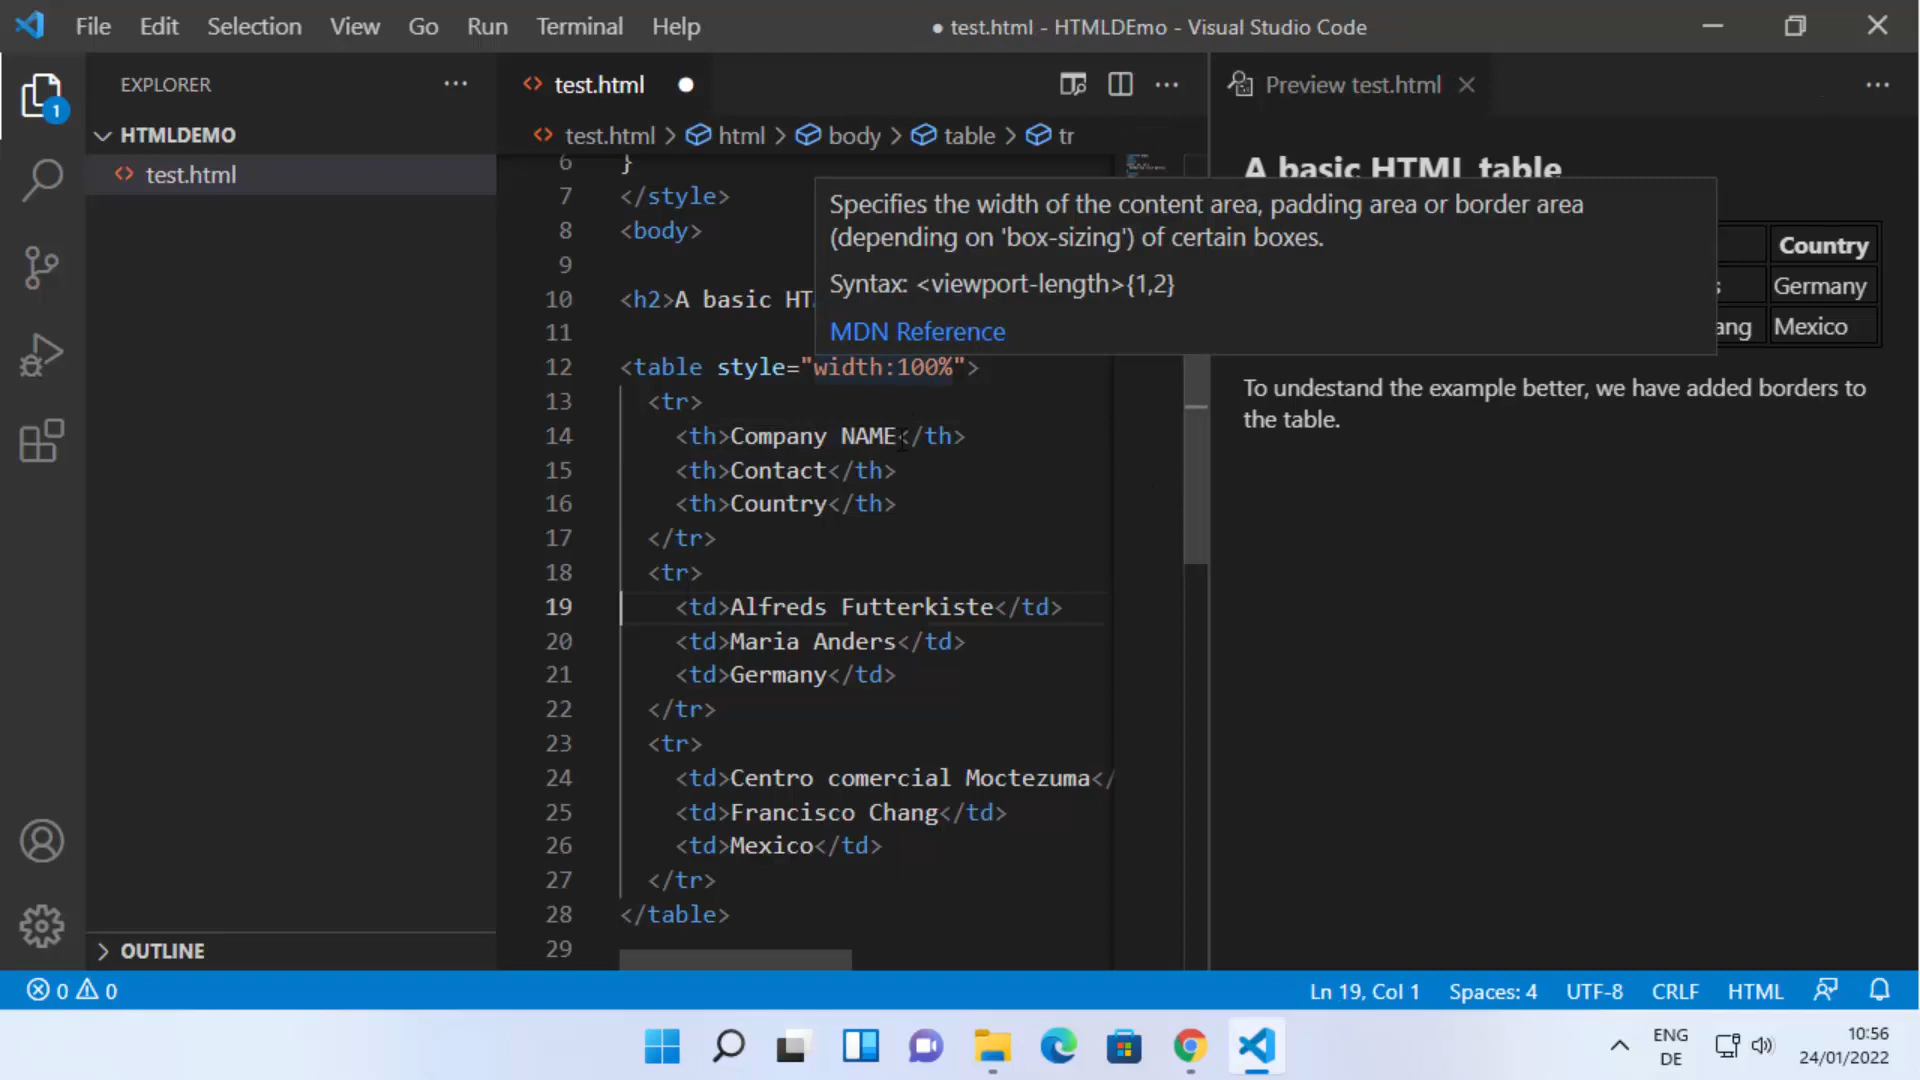 File Edit Selection View Go Run Terminal Help
● test.html - HTMLDEmo - Visual Studio Code
EXPLORER
1
HTMLDEMO
test.html
OUTLINE
test.html
test.html > html > body > table > tr
6 }
7 </style>
8 <body>
9
10 <h2>A basic HT
11
12 <table style="width:100%">
13 <tr>
14 <th>Company NAME</th>
15 <th>Contact</th>
16 <th>Country</th>
17 </tr>
18 <tr>
19 <td>Alfreds Futterkiste</td>
20 <td>Maria Anders</td>
21 <td>Germany</td>
22 </tr>
23 <tr>
24 <td>Centro comercial Moctezuma</
25 <td>Francisco Chang</td>
26 <td>Mexico</td>
27 </tr>
28 </table>
29
Specifies the width of the content area, padding area or border area
(depending on 'box-sizing') of certain boxes.
Syntax: <viewport-length>{1,2}
MDN Reference
Preview test.html
A basic HTML table
Country
s Germany
ang Mexico
To undestand the example better, we have added borders to
the table.
0 0
Ln 19, Col 1 Spaces: 4 UTF-8 CRLF HTML
ENG
DE
10:56
24/01/2022